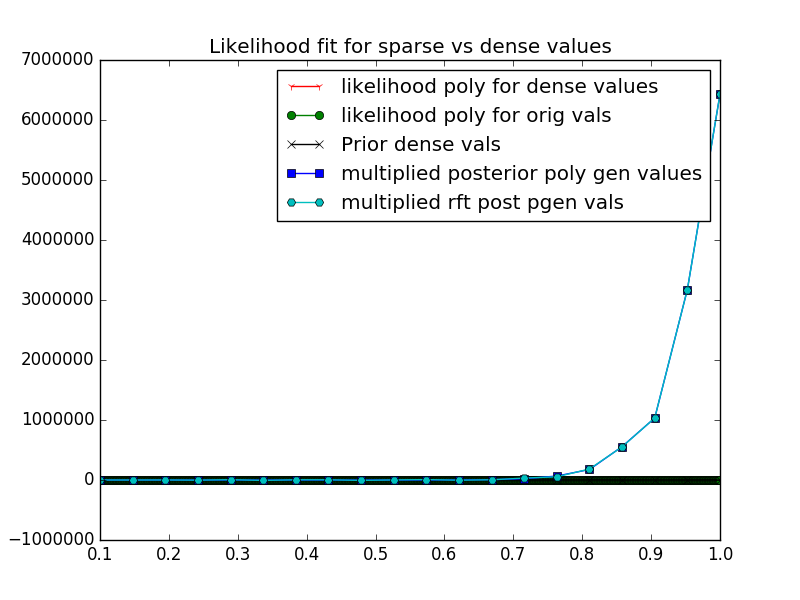 Likelihood fit for sparse vs dense values
7000000
6000000
5000000
4000000
3000000
2000000
1000000
0
−1000000
likelihood poly for dense values
likelihood poly for orig vals
Prior dense vals
multiplied posterior poly gen values
multiplied rft post pgen vals
0.1 0.2 0.3 0.4 0.5 0.6 0.7 0.8 0.9 1.0